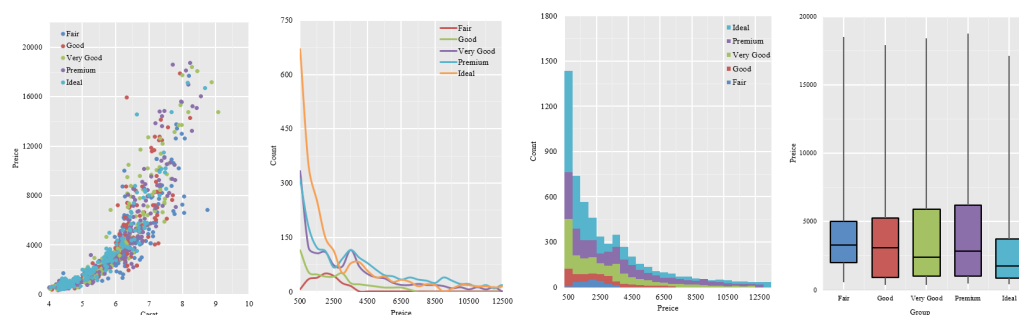 20000
16000
12000
8000
4000
0
Preice
Fair
Good
Very Good
Premium
Ideal
4 5 6 7 8 9 10
Carat
750
600
450
300
150
0
Count
Fair
Good
Very Good
Premium
Ideal
500 2500 4500 6500 8500 10500 12500
Preice
1800
1500
1200
900
600
300
0
Count
Ideal
Premium
Very Good
Good
Fair
500 2500 4500 6500 8500 10500 12500
Preice
20000
15000
10000
5000
0
Preice
Fair Good Very Good Premium Ideal
Group